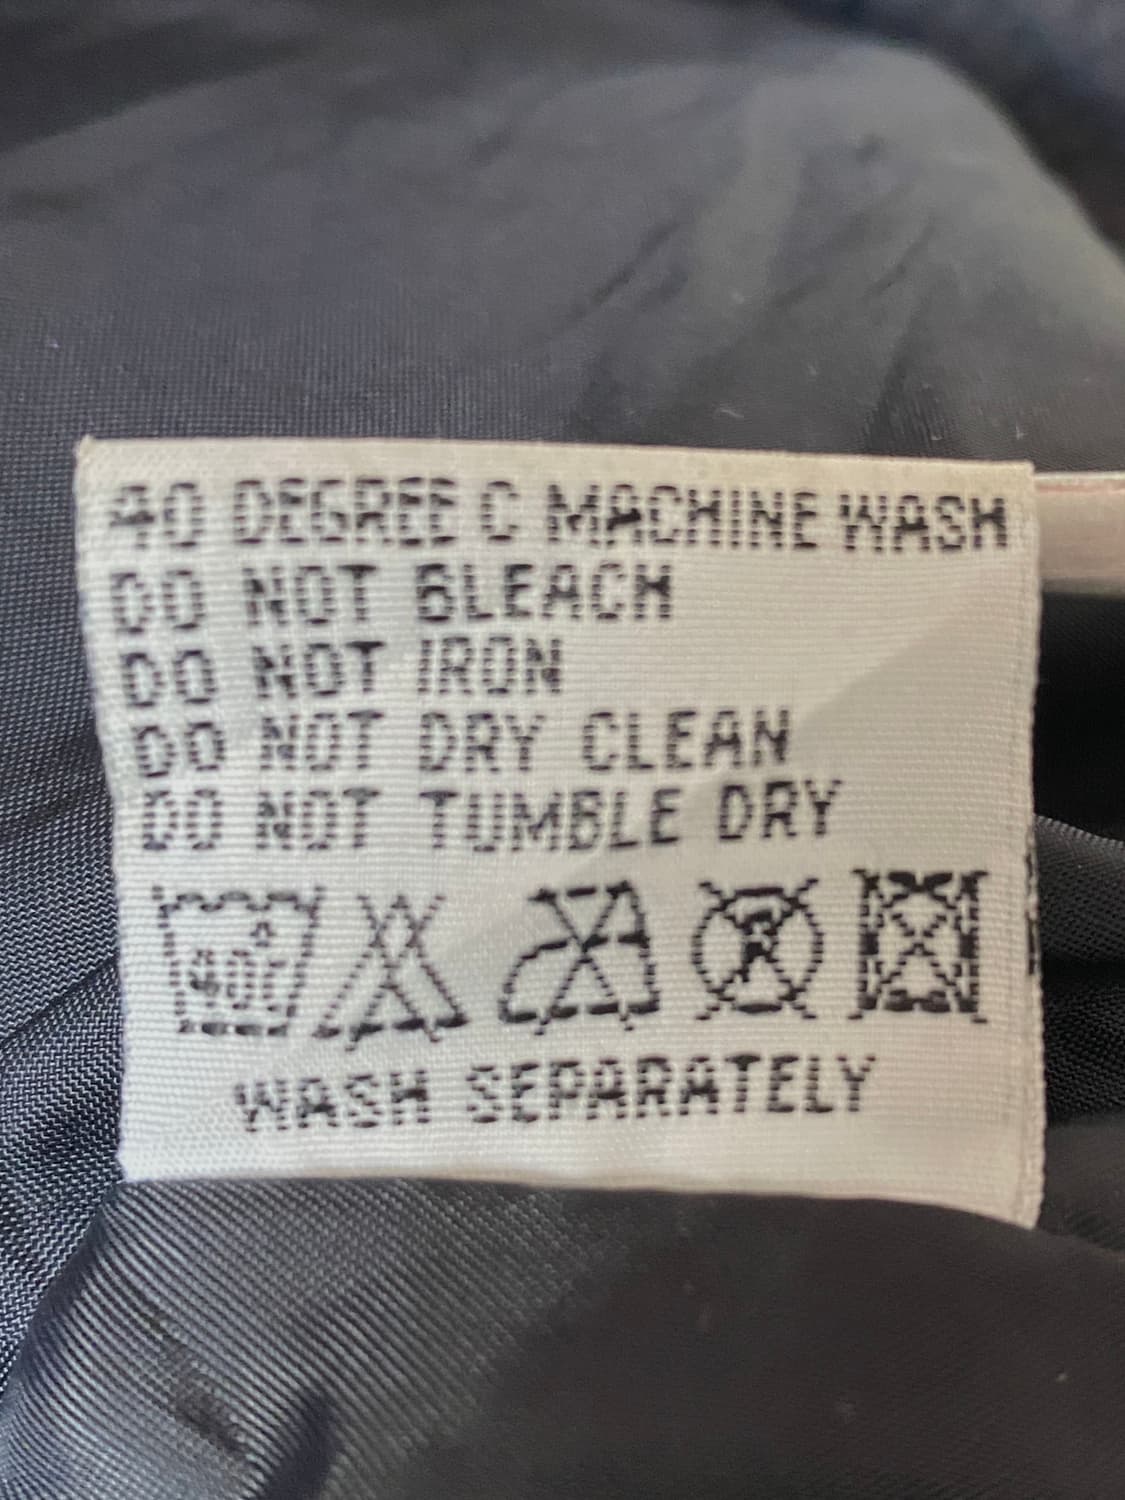 40 DEGREE C MACHINE WASH
DO NOT BLEACH
DO NOT IRON
DO NOT DRY CLEAN
DO NOT TUMBLE DRY
40°C
WASH SEPARATELY